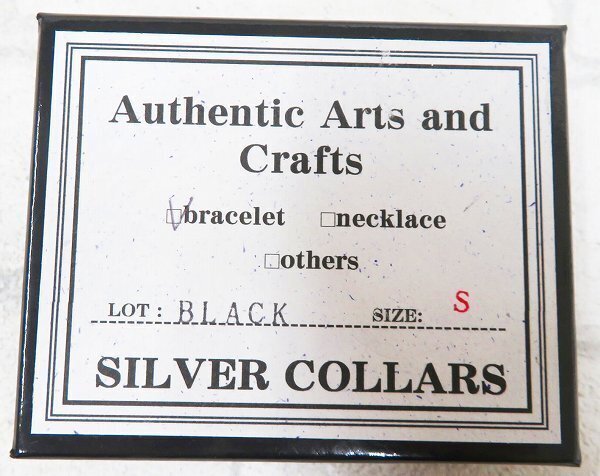 Authentic Arts and
Crafts
☑bracelet □necklace
□others
LOT : BLACK SIZE: S
SILVER COLLARS